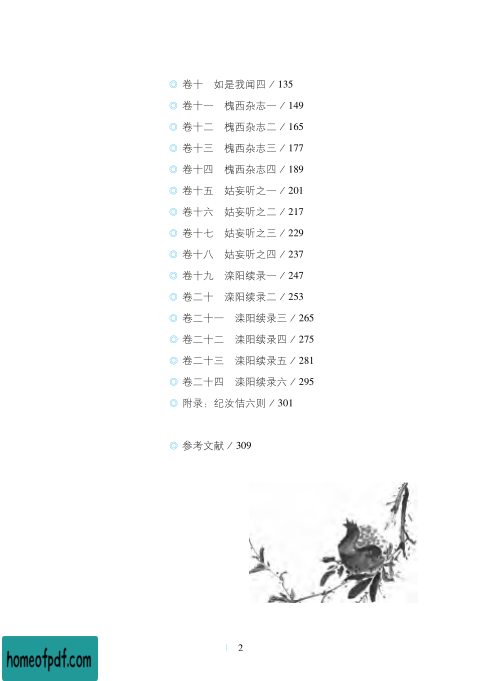 ◎ 卷十　如是我闻四 / 135
◎ 卷十一　槐西杂志一 / 149
◎ 卷十二　槐西杂志二 / 165
◎ 卷十三　槐西杂志三 / 177
◎ 卷十四　槐西杂志四 / 189
◎ 卷十五　姑妄听之一 / 201
◎ 卷十六　姑妄听之二 / 217
◎ 卷十七　姑妄听之三 / 229
◎ 卷十八　姑妄听之四 / 237
◎ 卷十九　滦阳续录一 / 247
◎ 卷二十　滦阳续录二 / 253
◎ 卷二十一　滦阳续录三 / 265
◎ 卷二十二　滦阳续录四 / 275
◎ 卷二十三　滦阳续录五 / 281
◎ 卷二十四　滦阳续录六 / 295
◎ 附录：纪汝佶六则 / 301
◎ 参考文献 / 309
2
homeofpdf.com